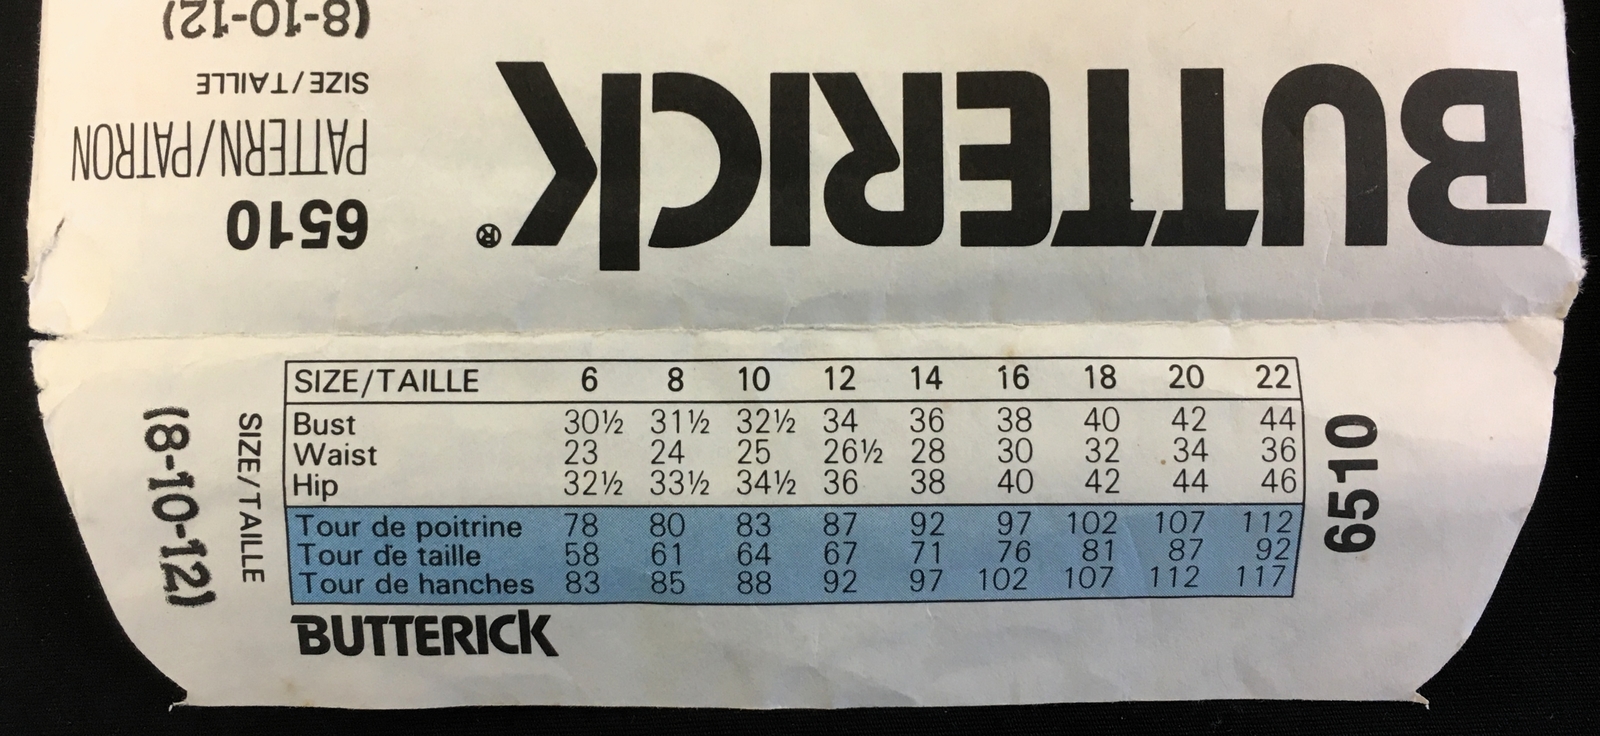 (8-10-12)
SIZE/TAILLE
PATTERN/PATRON
6510
BUTTERICK®
SIZE/TAILLE 6 8 10 12 14 16 18 20 22
Bust 30½ 31½ 32½ 34 36 38 40 42 44
Waist 23 24 25 26½ 28 30 32 34 36
Hip 32½ 33½ 34½ 36 38 40 42 44 46
Tour de poitrine 78 80 83 87 92 97 102 107 112
Tour de taille 58 61 64 67 71 76 81 87 92
Tour de hanches 83 85 88 92 97 102 107 112 117
BUTTERICK
SIZE/TAILLE
(8-10-12)
6510